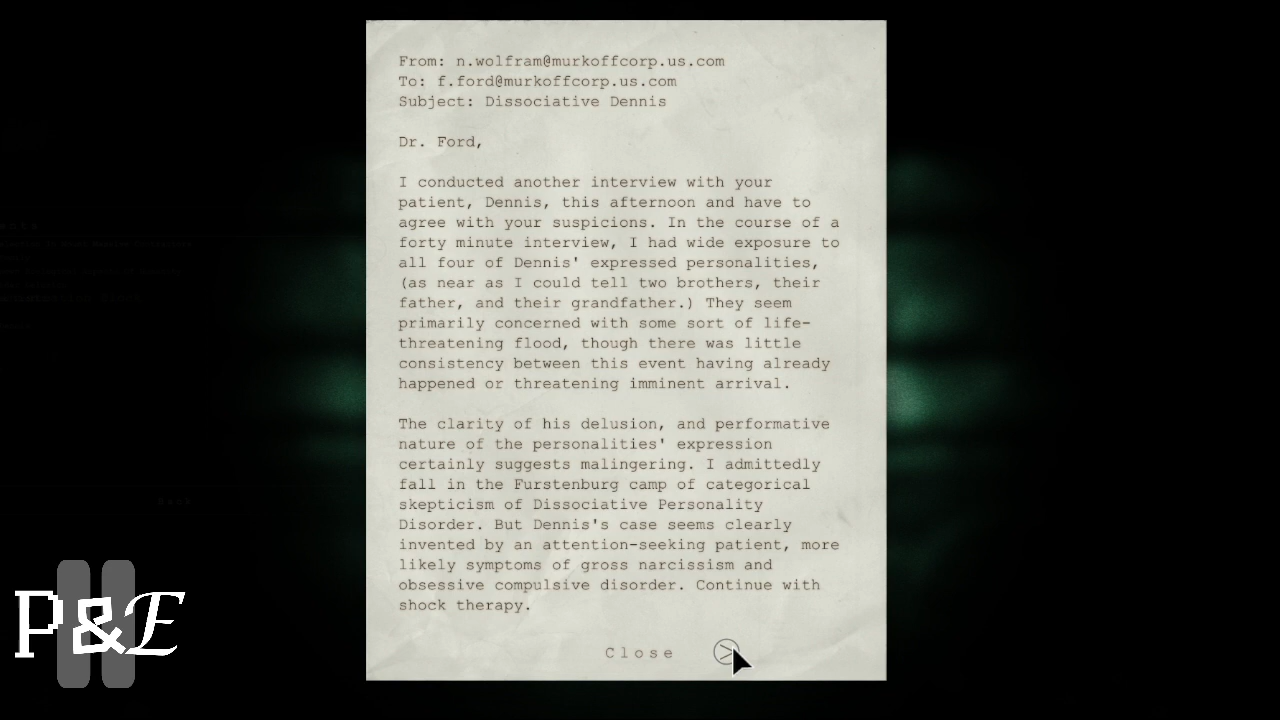 From: n.wolfram@murkoffcorp.us.com
To: f.ford@murkoffcorp.us.com
Subject: Dissociative Dennis
Dr. Ford,
I conducted another interview with your
patient, Dennis, this afternoon and have to
agree with your suspicions. In the course of a
forty minute interview, I had wide exposure to
all four of Dennis' expressed personalities,
(as near as I could tell two brothers, their
father, and their grandfather.) They seem
primarily concerned with some sort of life-
threatening flood, though there was little
consistency between this event having already
happened or threatening imminent arrival.
The clarity of his delusion, and performative
nature of the personalities' expression
certainly suggests malingering. I admittedly
fall in the Furstenburg camp of categorical
skepticism of Dissociative Personality
Disorder. But Dennis's case seems clearly
invented by an attention-seeking patient, more
likely symptoms of gross narcissism and
obsessive compulsive disorder. Continue with
shock therapy.
Close >
P&E